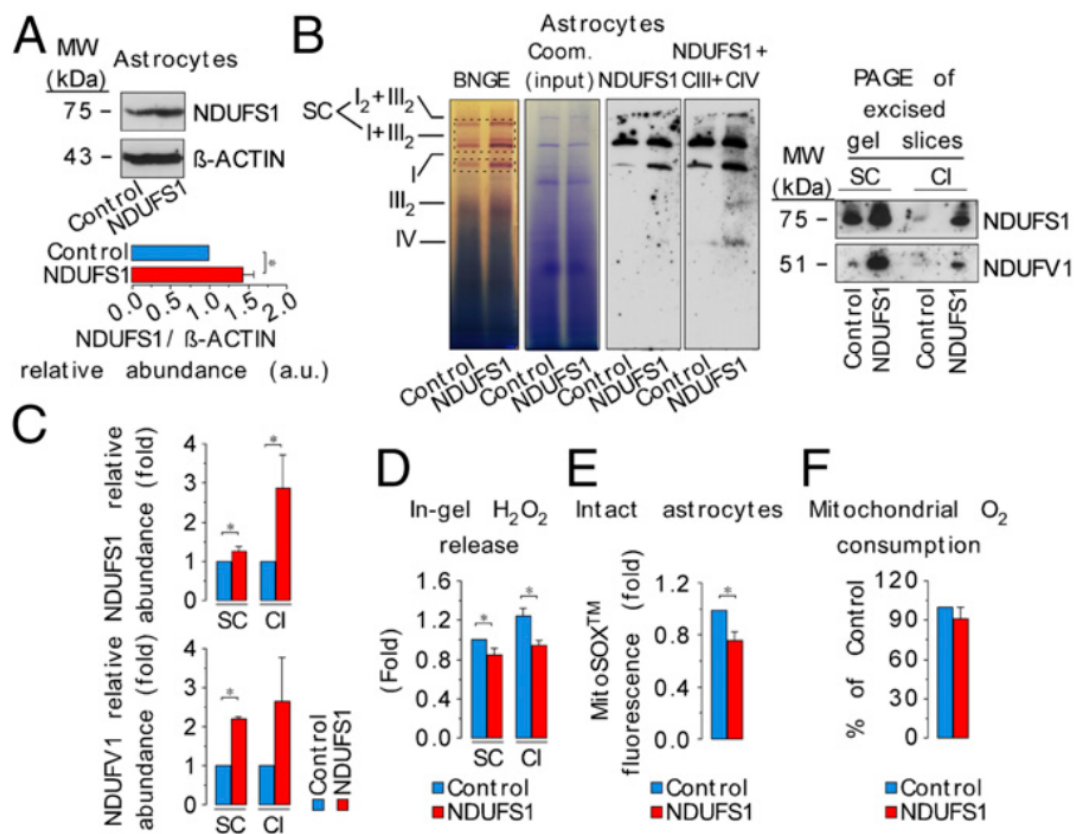 A
MW
(kDa)
Astrocytes
75
NDUFS1
43
ß-ACTIN
Control
NDUFS1
Control
NDUFS1
*
0.0 0.5 1.0 1.5 2.0
NDUFS1/ ß-ACTIN
relative abundance (a.u.)
B
Astrocytes
BNGE
Coom.
(input)
NDUFS1
NDUFS1 +
CIII+ CIV
SC
I2 + III2
I+ III2
I
III2
IV
Control
NDUFS1
Control
NDUFS1
Control
NDUFS1
Control
NDUFS1
PAGE of
excised
gel slices
MW
(kDa)
SC CI
75
NDUFS1
51
NDUFV1
Control
NDUFS1
Control
NDUFS1
C
NDUFS1 relative
abundance (fold)
4
3
2
1
0
*
*
SC CI
NDUFV1 relative
abundance (fold)
4
3
2
1
0
*
SC CI
Control
NDUFS1
D
In-gel H2O2
release
(Fold)
1.6
1.2
0.8
0.4
0.0
*
*
SC CI
Control
NDUFS1
E
Intact astrocytes
MitoSOX™
fluorescence (fold)
1.2
0.8
0.4
0.0
*
Control
NDUFS1
F
Mitochondrial O2
consumption
% of Control
120
90
60
30
0
Control
NDUFS1